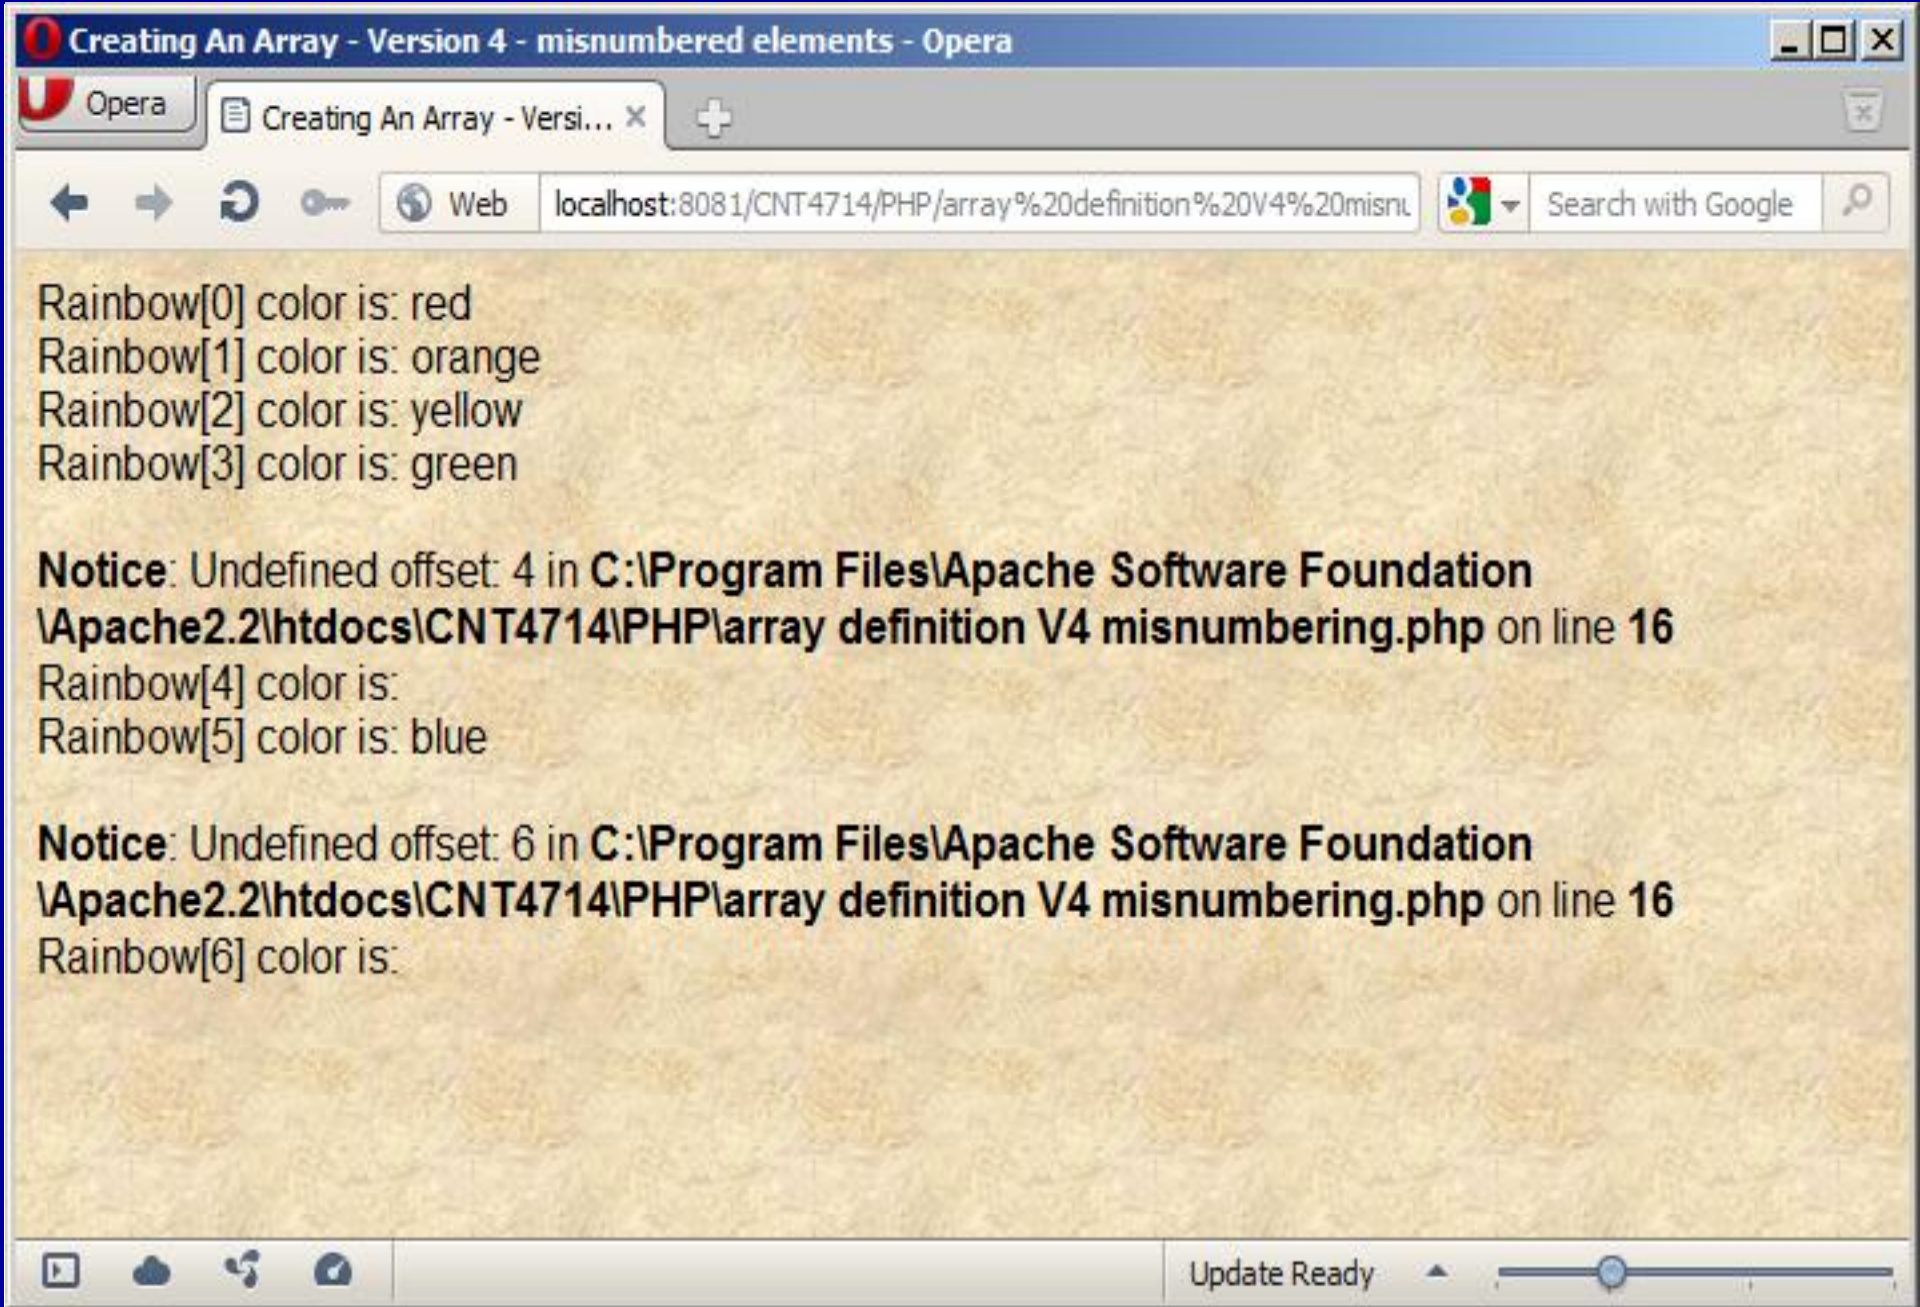 Creating An Array - Version 4 - misnumbered elements - Opera
Opera
Creating An Array - Versi...
Web
localhost:8081/CNT4714/PHP/array%20definition%20V4%20misnu
Search with Google
Rainbow[0] color is: red
Rainbow[1] color is: orange
Rainbow[2] color is: yellow
Rainbow[3] color is: green
Notice: Undefined offset: 4 in C:\Program Files\Apache Software Foundation
\Apache2.2\htdocs\CNT4714\PHP\array definition V4 misnumbering.php on line 16
Rainbow[4] color is:
Rainbow[5] color is: blue
Notice: Undefined offset: 6 in C:\Program Files\Apache Software Foundation
\Apache2.2\htdocs\CNT4714\PHP\array definition V4 misnumbering.php on line 16
Rainbow[6] color is:
Update Ready